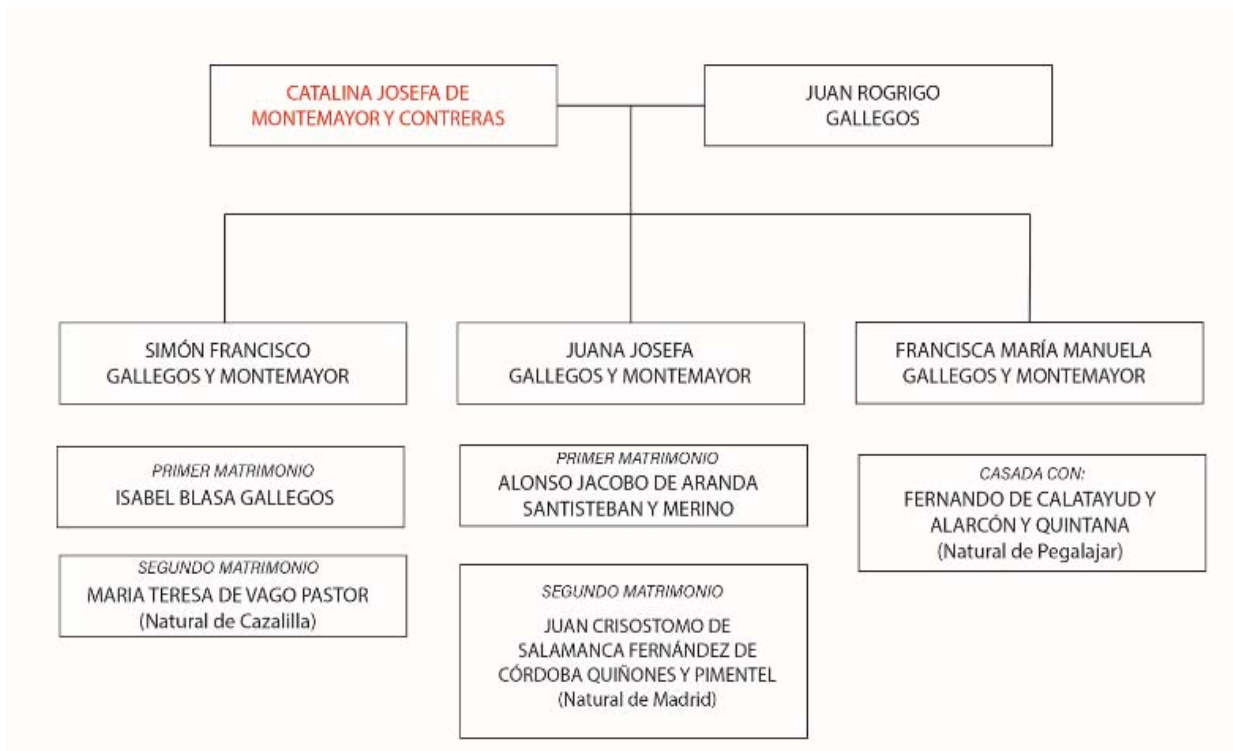 CATALINA JOSEFA DE
MONTEMAYOR Y CONTRERAS
JUAN ROGRIGO
GALLEGOS
SIMÓN FRANCISCO
GALLEGOS Y MONTEMAYOR
JUANA JOSEFA
GALLEGOS Y MONTEMAYOR
FRANCISCA MARÍA MANUELA
GALLEGOS Y MONTEMAYOR
PRIMER MATRIMONIO
ISABEL BLASA GALLEGOS
SEGUNDO MATRIMONIO
MARIA TERESA DE VAGO PASTOR
(Natural de Cazalilla)
PRIMER MATRIMONIO
ALONSO JACOBO DE ARANDA
SANTISTEBAN Y MERINO
SEGUNDO MATRIMONIO
JUAN CRISOSTOMO DE
SALAMANCA FERNÁNDEZ DE
CÓRDOBA QUIÑONES Y PIMENTEL
(Natural de Madrid)
CASADA CON:
FERNANDO DE CALATAYUD Y
ALARCÓN Y QUINTANA
(Natural de Pegalajar)